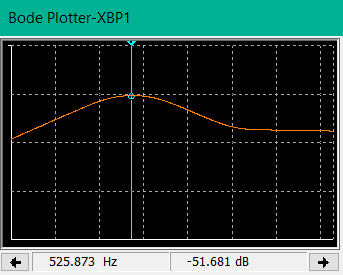 Bode Plotter-XBP1
525.873 Hz
-51.681 dB